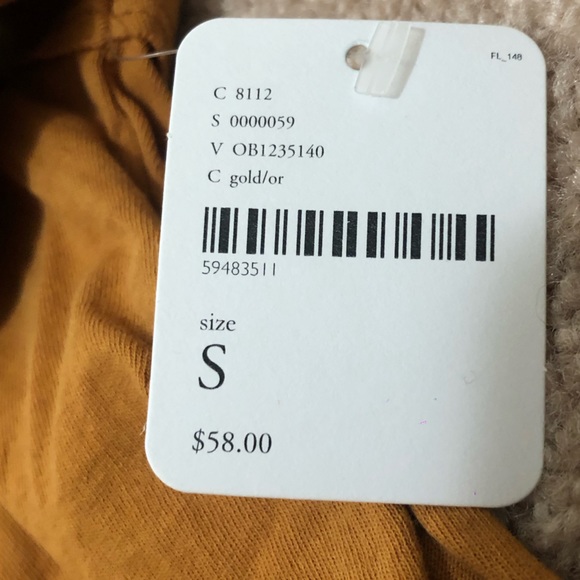 FL_148
C 8112
S 0000059
V OB1235140
C gold/or
59483511
size
S
$58.00